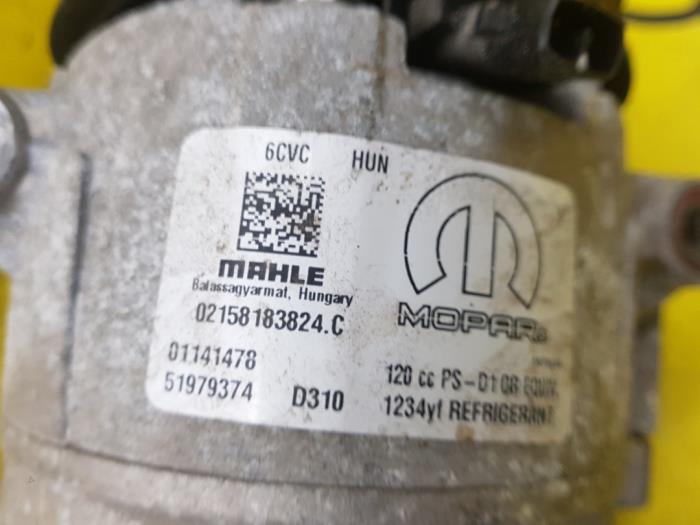 6CVC HUN
MAHLE
Balassagyarmat, Hungary
02158183824.C
MOPAR
01141478
51979374 D310
120 cc PS-D1 OR EQUIV.
1234yf REFRIGERANT